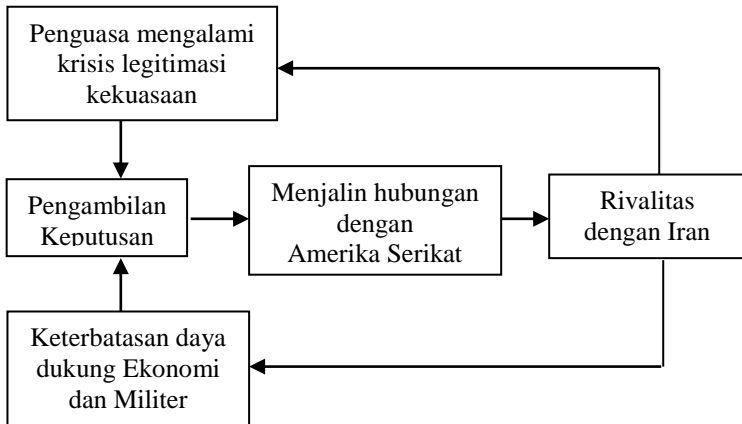 Penguasa mengalami
krisis legitimasi
kekuasaan
Pengambilan
Keputusan
Menjalin hubungan
dengan
Amerika Serikat
Rivalitas
dengan Iran
Keterbatasan daya
dukung Ekonomi
dan Militer